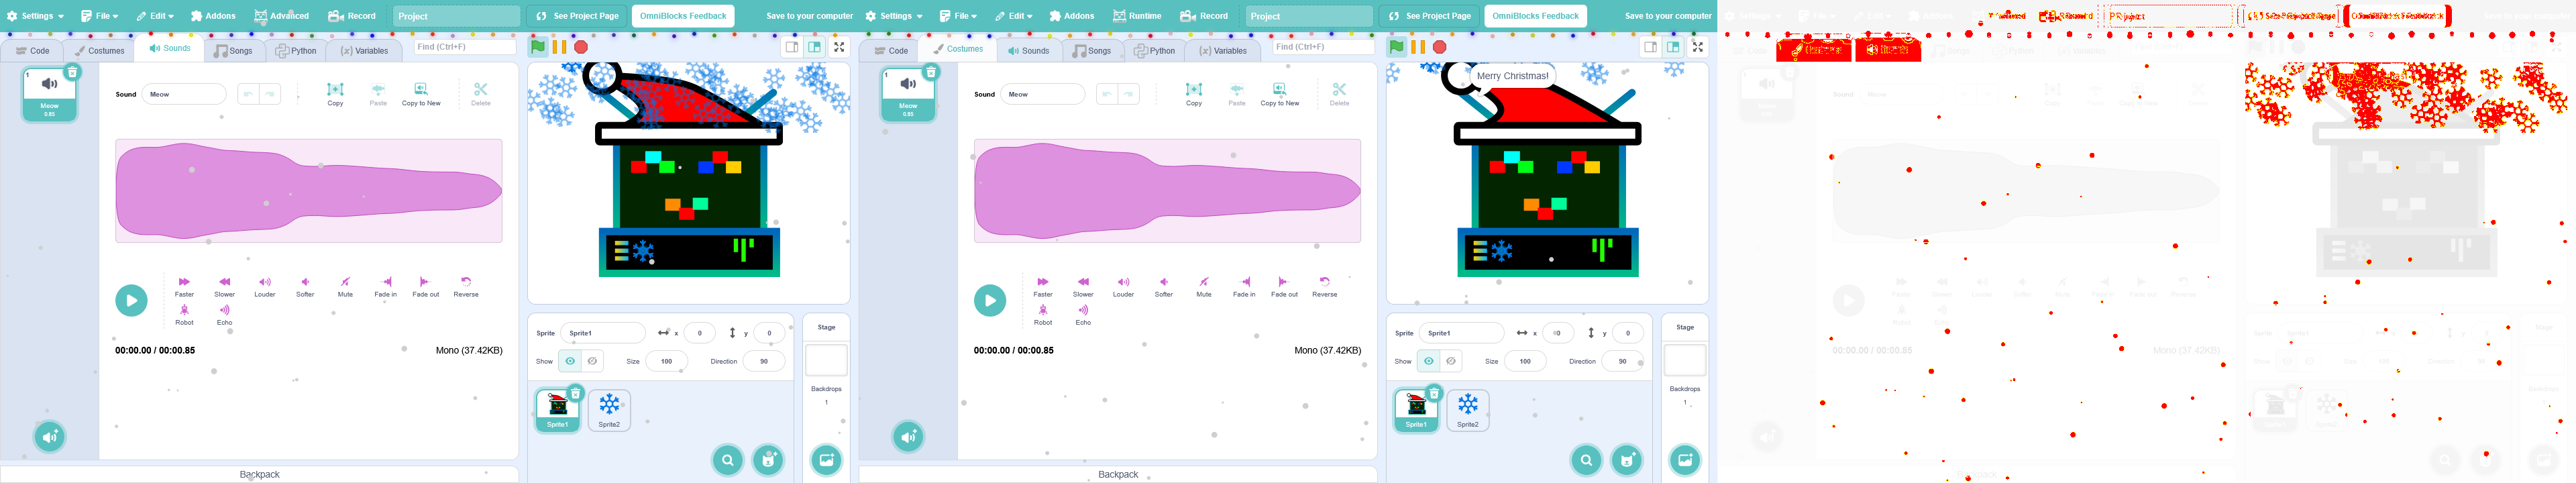 Settings File Edit Addons Advanced Record Project See Project Page OmniBlocks Feedback Save to your computer
Code Costumes Sounds Songs Python Variables Find (Ctrl+F)
1
Meow
0.85
Sound Meow Copy Paste Copy to New Delete
Faster Slower Louder Softer Mute Fade in Fade out Reverse
Robot Echo
00:00.00 / 00:00.85 Mono (37.42KB)
Backpack
Sprite Sprite1 x 0 y 0
Show Size 100 Direction 90
Sprite1 Sprite2
Stage
Backdrops
1
Settings File Edit Addons Runtime Record Project See Project Page OmniBlocks Feedback Save to your computer
Code Costumes Sounds Songs Python Variables Find (Ctrl+F)
1
Meow
0.85
Sound Meow Copy Paste Copy to New Delete
Faster Slower Louder Softer Mute Fade in Fade out Reverse
Robot Echo
00:00.00 / 00:00.85 Mono (37.42KB)
Backpack
Merry Christmas!
Sprite Sprite1 x 0 y 0
Show Size 100 Direction 90
Sprite1 Sprite2
Stage
Backdrops
1